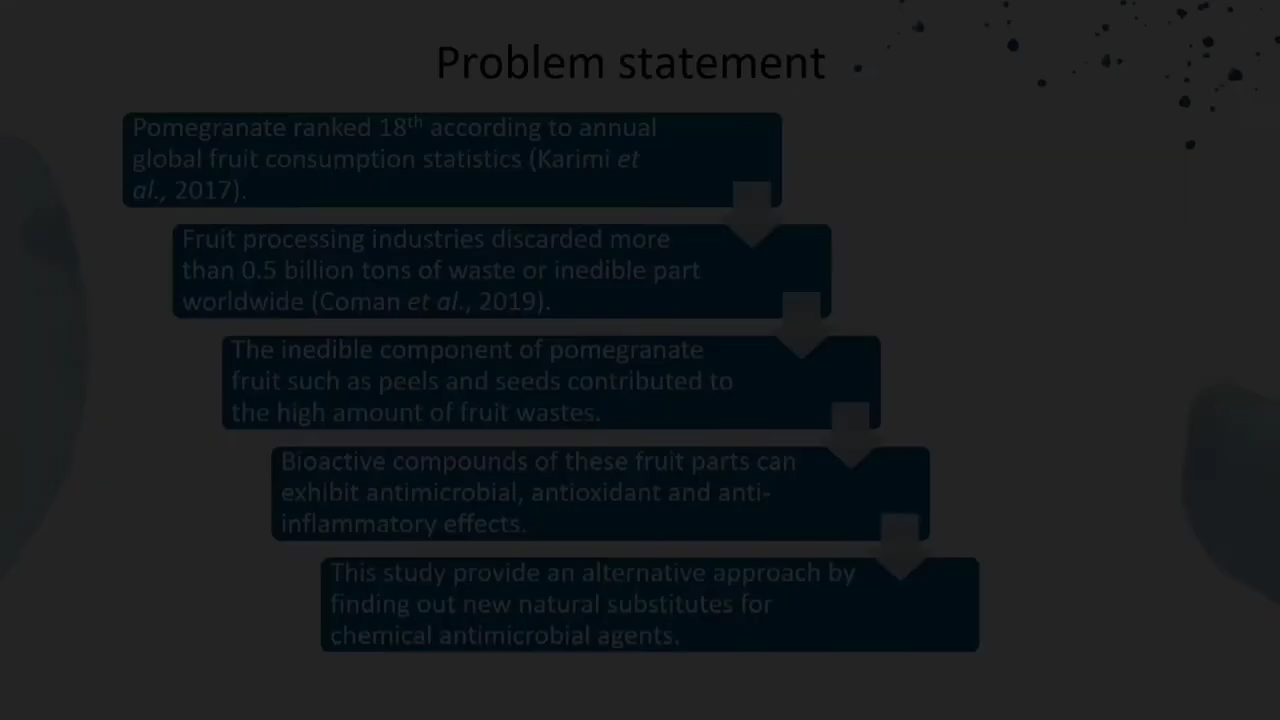 Problem statement
Pomegranate ranked 18th according to annual
global fruit consumption statistics (Karimi et
al., 2017).
Fruit processing industries discarded more
than 0.5 billion tons of waste or inedible part
worldwide (Coman et al., 2019).
The inedible component of pomegranate
fruit such as peels and seeds contributed to
the high amount of fruit wastes.
Bioactive compounds of these fruit parts can
exhibit antimicrobial, antioxidant and anti-
inflammatory effects.
This study provide an alternative approach by
finding out new natural substitutes for
chemical antimicrobial agents.